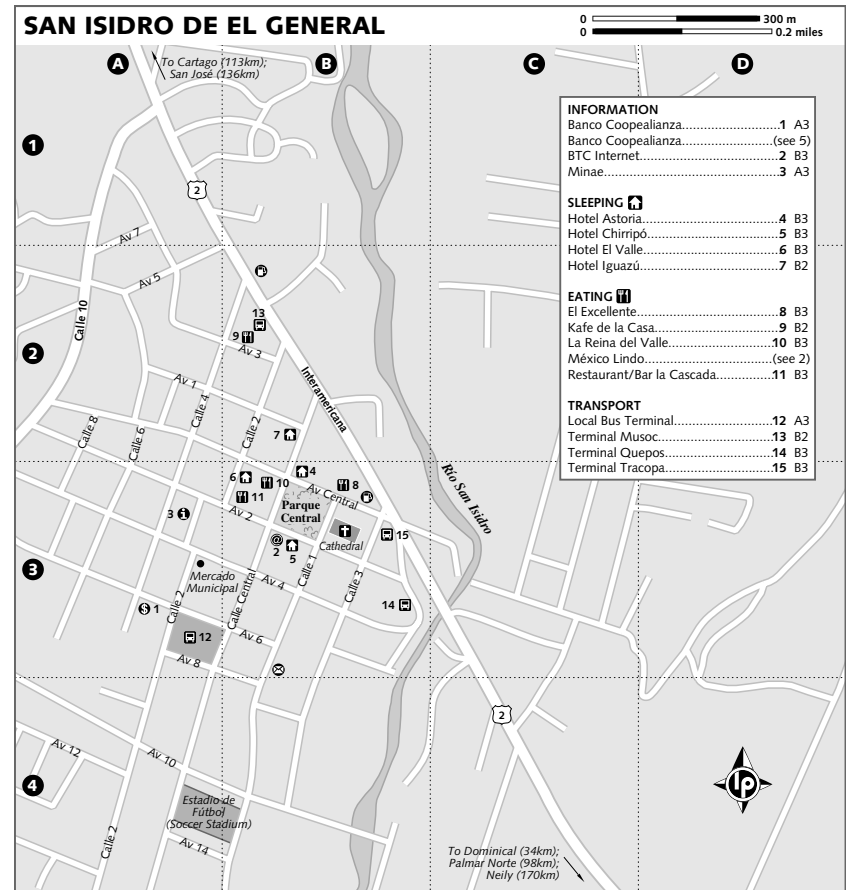 SAN ISIDRO DE EL GENERAL
0 300 m
0 0.2 miles
A
B
C
D
To Cartago (113km);
San José (136km)
INFORMATION
Banco Coopealianza 1 A3
Banco Coopealianza (see 5)
BTC Internet 2 B3
Minae 3 A3
SLEEPING
Hotel Astoria 4 B3
Hotel Chirripó 5 B3
Hotel El Valle 6 B3
Hotel Iguazú 7 B2
EATING
El Excellente 8 B3
Kafe de la Casa 9 B2
La Reina del Valle 10 B3
México Lindo (see 2)
Restaurant/Bar la Cascada 11 B3
TRANSPORT
Local Bus Terminal 12 A3
Terminal Musoc 13 B2
Terminal Quepos 14 B3
Terminal Tracopa 15 B3
1
2
Av 7
Av 5
Calle 10
13
9
Av 3
2
Interamericana
Av 1
Calle 4
Calle 2
Calle 8
Calle 6
7
Río San Isidro
6
4
10
8
11
Av Central
Parque
Central
Av 2
3
2
5
Cathedral
15
3
Mercado
Municipal
Calle Central
Calle 1
Calle 3
Av 4
$ 1
Calle 2
14
12
Av 6
Av 8
2
Av 12
Av 10
4
Estadio de
Fútbol
(Soccer Stadium)
Calle 2
Av 14
lp
To Dominical (34km);
Palmar Norte (98km);
Neily (170km)